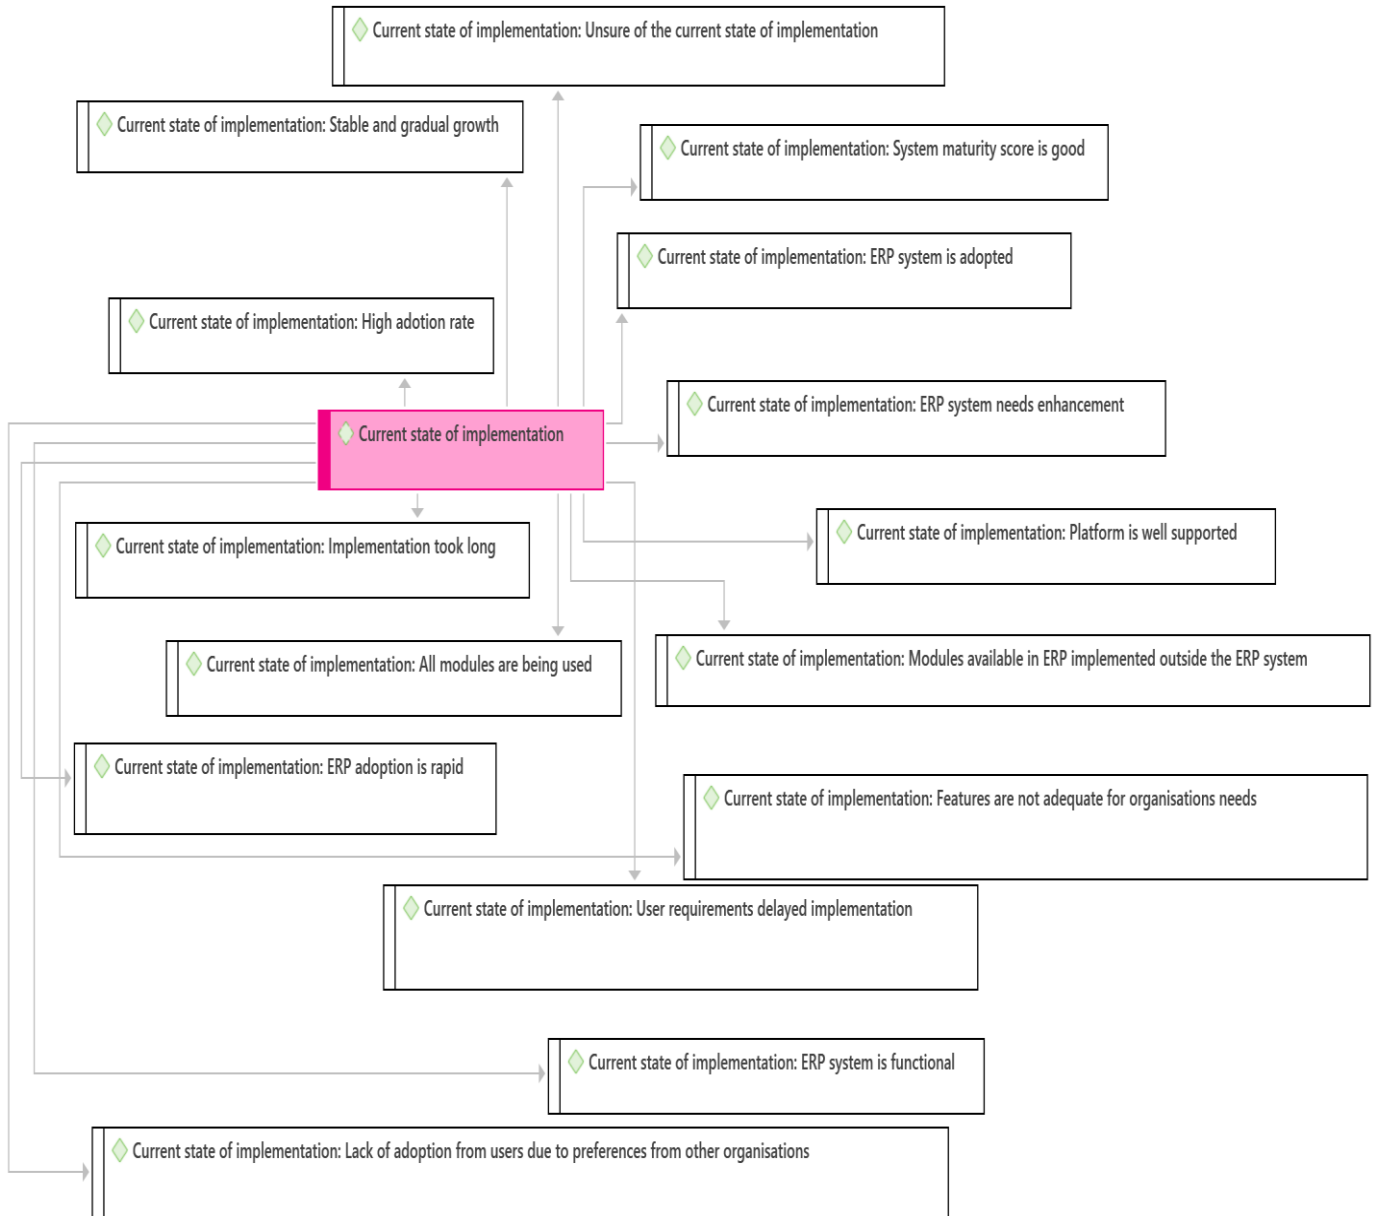 Current state of implementation: Unsure of the current state of implementation
Current state of implementation: Stable and gradual growth
Current state of implementation: System maturity score is good
Current state of implementation: ERP system is adopted
Current state of implementation: High adotion rate
Current state of implementation: ERP system needs enhancement
Current state of implementation
Current state of implementation: Platform is well supported
Current state of implementation: Implementation took long
Current state of implementation: All modules are being used
Current state of implementation: Modules available in ERP implemented outside the ERP system
Current state of implementation: ERP adoption is rapid
Current state of implementation: Features are not adequate for organisations needs
Current state of implementation: User requirements delayed implementation
Current state of implementation: ERP system is functional
Current state of implementation: Lack of adoption from users due to preferences from other organisations